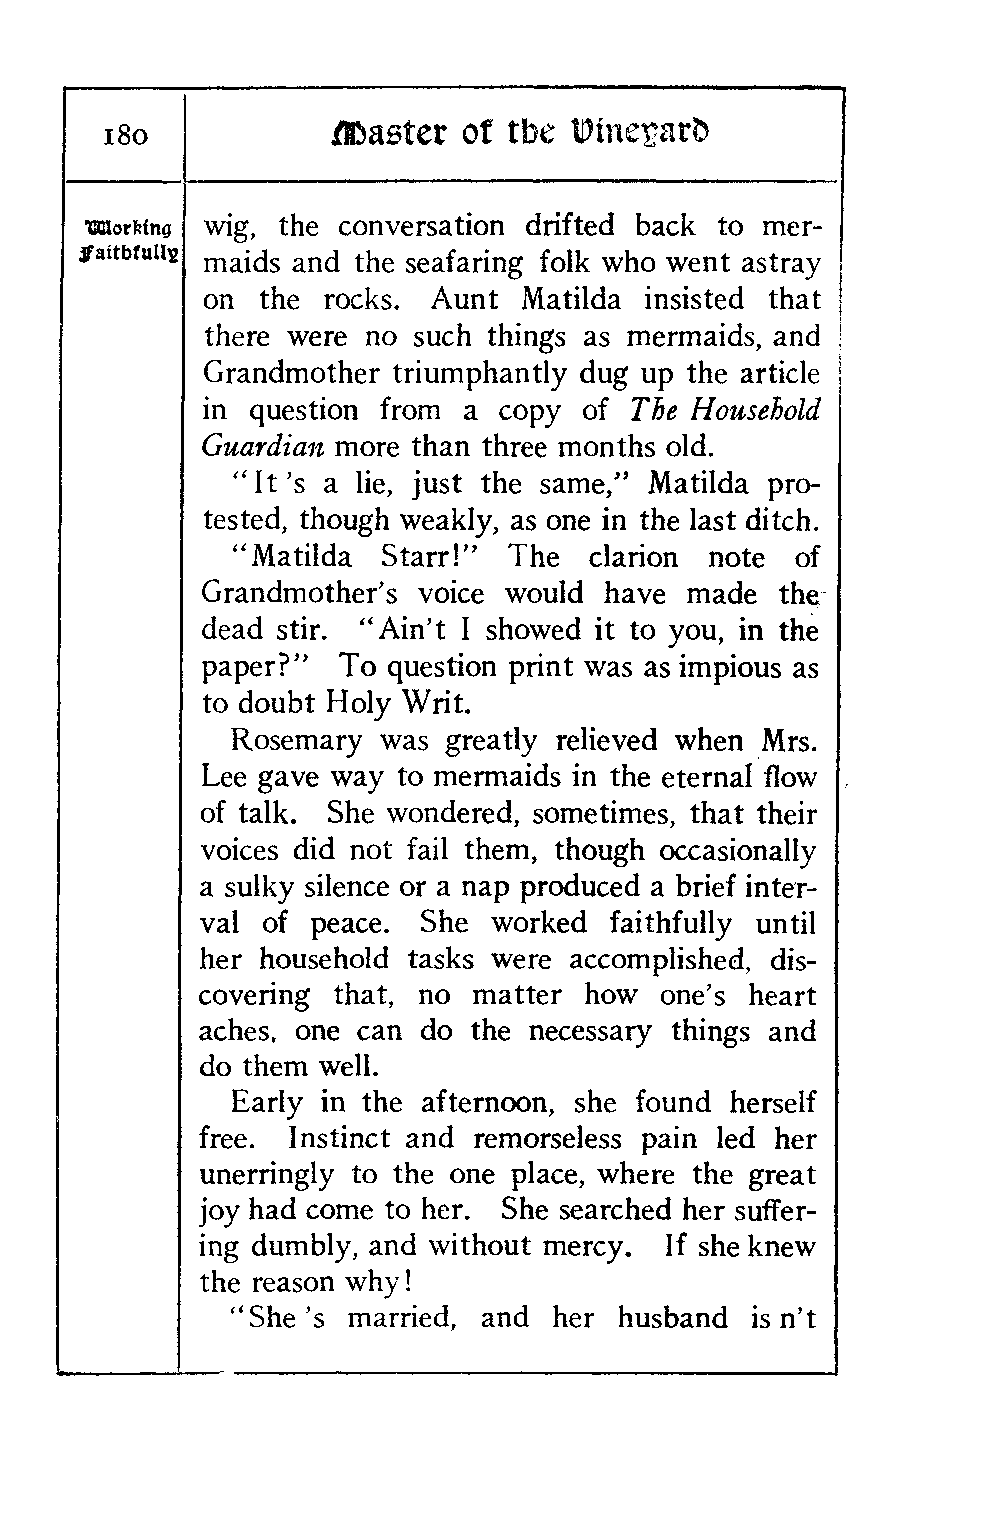 180
Master of the Vineyard
Working
Faithfully
wig, the conversation drifted back to mer-
maids and the seafaring folk who went astray
on the rocks. Aunt Matilda insisted that
there were no such things as mermaids, and
Grandmother triumphantly dug up the article
in question from a copy of The Household
Guardian more than three months old.
“It 's a lie, just the same,” Matilda pro-
tested, though weakly, as one in the last ditch.
“Matilda Starr!” The clarion note of
Grandmother's voice would have made the
dead stir. “Ain't I showed it to you, in the
paper?” To question print was as impious as
to doubt Holy Writ.
Rosemary was greatly relieved when Mrs.
Lee gave way to mermaids in the eternal flow
of talk. She wondered, sometimes, that their
voices did not fail them, though occasionally
a sulky silence or a nap produced a brief inter-
val of peace. She worked faithfully until
her household tasks were accomplished, dis-
covering that, no matter how one's heart
aches, one can do the necessary things and
do them well.
Early in the afternoon, she found herself
free. Instinct and remorseless pain led her
unerringly to the one place, where the great
joy had come to her. She searched her suffer-
ing dumbly, and without mercy. If she knew
the reason why!
“She 's married, and her husband is n't